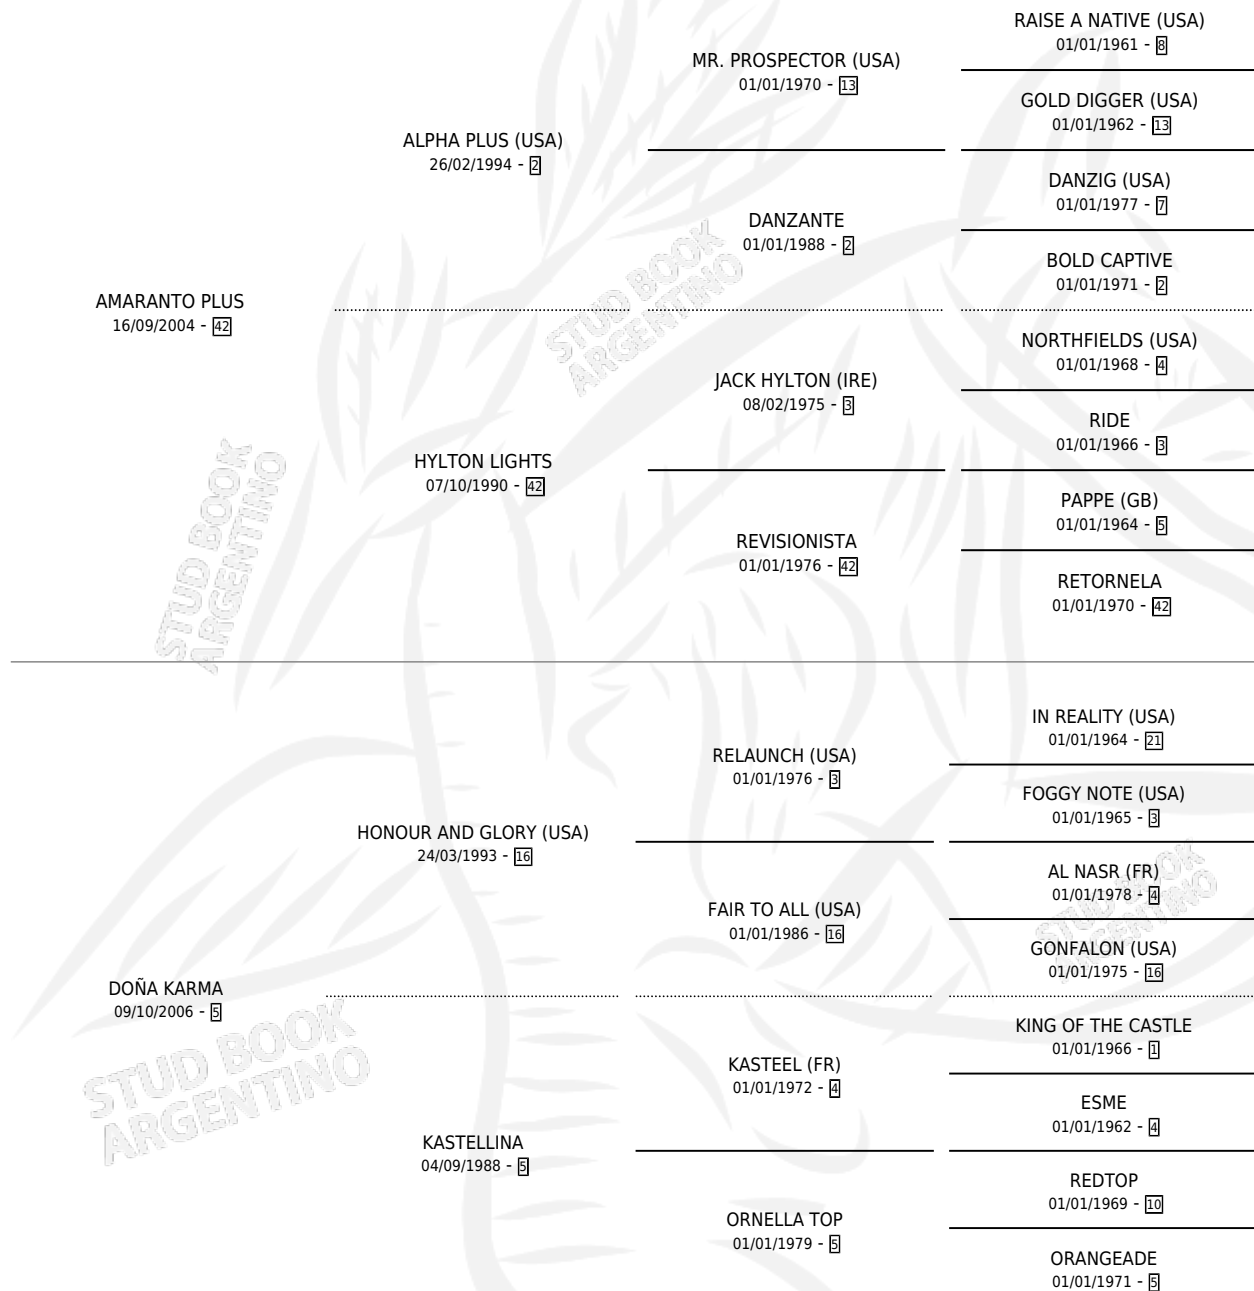 RAISE A NATIVE (USA)
01/01/1961 - 8
MR. PROSPECTOR (USA)
01/01/1970 - 13
GOLD DIGGER (USA)
01/01/1962 - 13
ALPHA PLUS (USA)
26/02/1994 - 2
DANZIG (USA)
01/01/1977 - 7
DANZANTE
01/01/1988 - 2
BOLD CAPTIVE
01/01/1971 - 2
AMARANTO PLUS
16/09/2004 - 42
STUD BOOK
ARGENTINO
NORTHFIELDS (USA)
01/01/1968 - 4
JACK HYLTON (IRE)
08/02/1975 - 3
RIDE
01/01/1966 - 3
HYLTON LIGHTS
07/10/1990 - 42
PAPPE (GB)
01/01/1964 - 5
REVISIONISTA
01/01/1976 - 42
RETORNELA
01/01/1970 - 42
STUD BOOK
ARGENTINO
IN REALITY (USA)
01/01/1964 - 21
RELAUNCH (USA)
01/01/1976 - 3
FOGGY NOTE (USA)
01/01/1965 - 3
HONOUR AND GLORY (USA)
24/03/1993 - 16
AL NASR (FR)
01/01/1978 - 4
FAIR TO ALL (USA)
01/01/1986 - 16
GONFALON (USA)
01/01/1975 - 16
STUD BOOK
ARGENTINO
DOÑA KARMA
09/10/2006 - 5
KING OF THE CASTLE
01/01/1966 - 1
KASTEEL (FR)
01/01/1972 - 4
ESME
01/01/1962 - 4
STUD BOOK
ARGENTINO
KASTELLINA
04/09/1988 - 5
REDTOP
01/01/1969 - 10
ORNELLA TOP
01/01/1979 - 5
ORANGEADE
01/01/1971 - 5